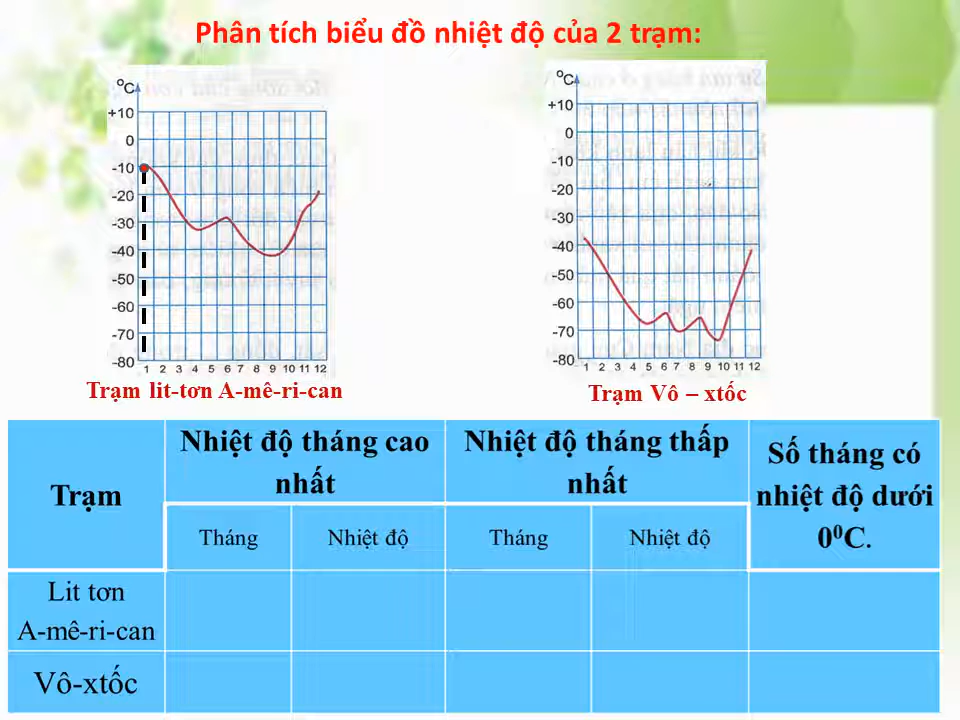 Phân tích biểu đồ nhiệt độ của 2 trạm:
⁰C
+10
0
-10
-20
-30
-40
-50
-60
-70
-80
1 2 3 4 5 6 7 8 9 10 11 12
Trạm lit-tơn A-mê-ri-can
⁰C
+10
0
-10
-20
-30
-40
-50
-60
-70
-80
1 2 3 4 5 6 7 8 9 10 11 12
Trạm Vô – xtốc
Trạm
Nhiệt độ tháng cao
nhất
Nhiệt độ tháng thấp
nhất
Số tháng có
nhiệt độ dưới
0⁰C.
Tháng
Nhiệt độ
Tháng
Nhiệt độ
Lit tơn
A-mê-ri-can
Vô-xtốc